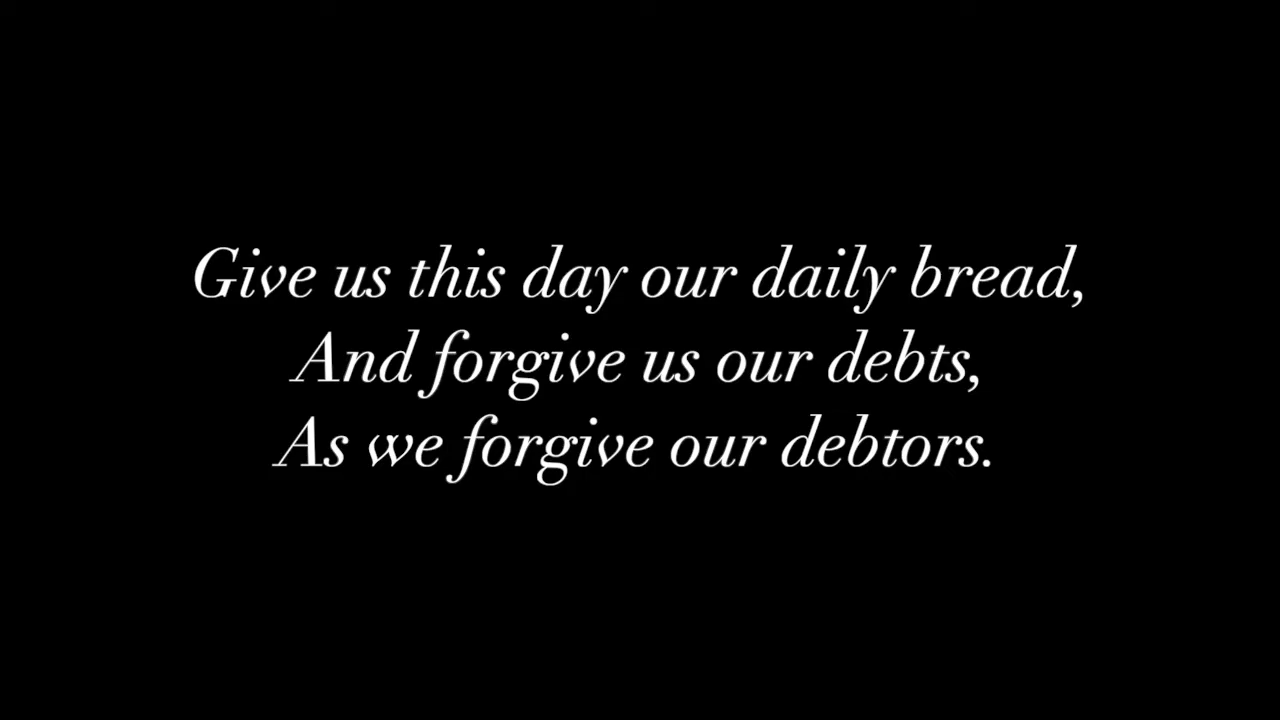 Give us this day our daily bread,
And forgive us our debts,
As we forgive our debtors.